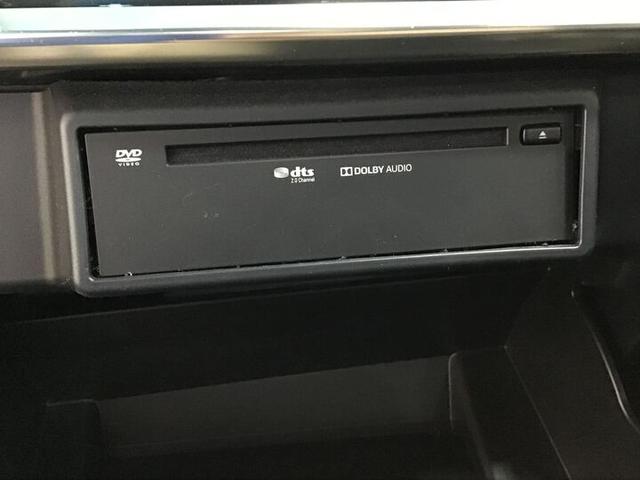 DVD
VIDEO
dts
2.0 Channel
DOLBY AUDIO